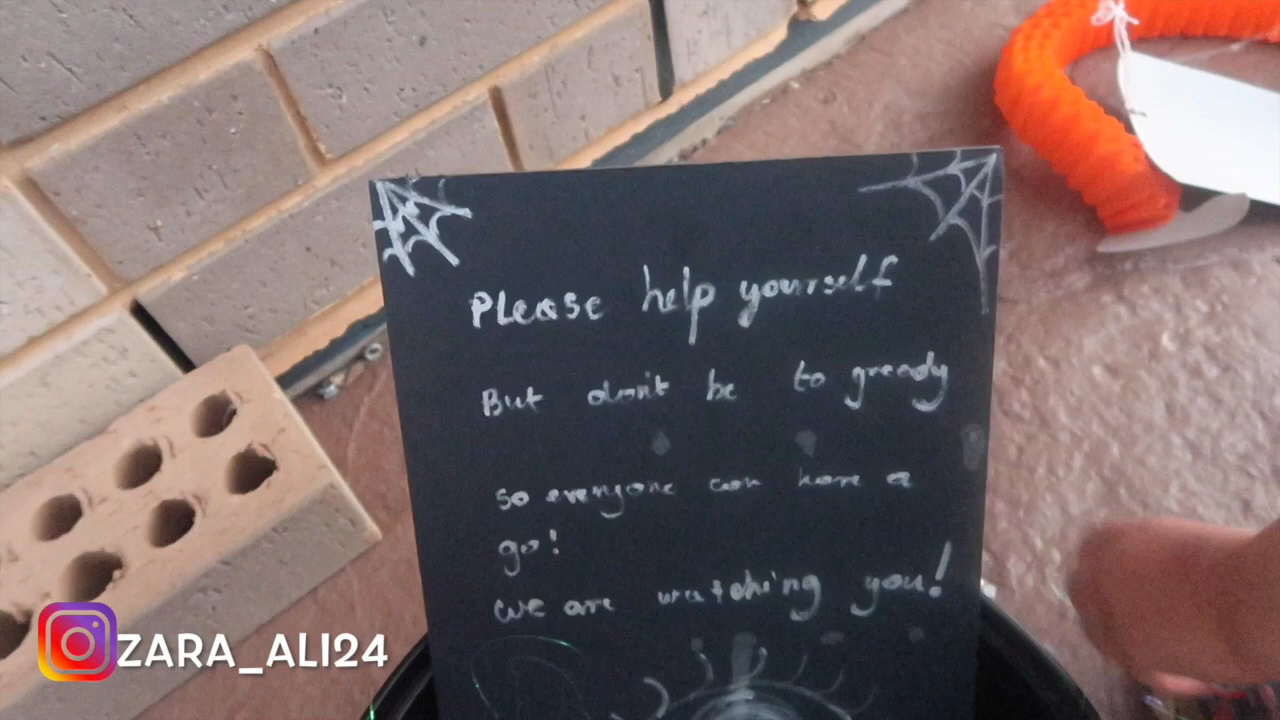 Please help yourself
But don't be to greedy
so everyone can have a
go!
we are watching you!
ZARA_ALI24